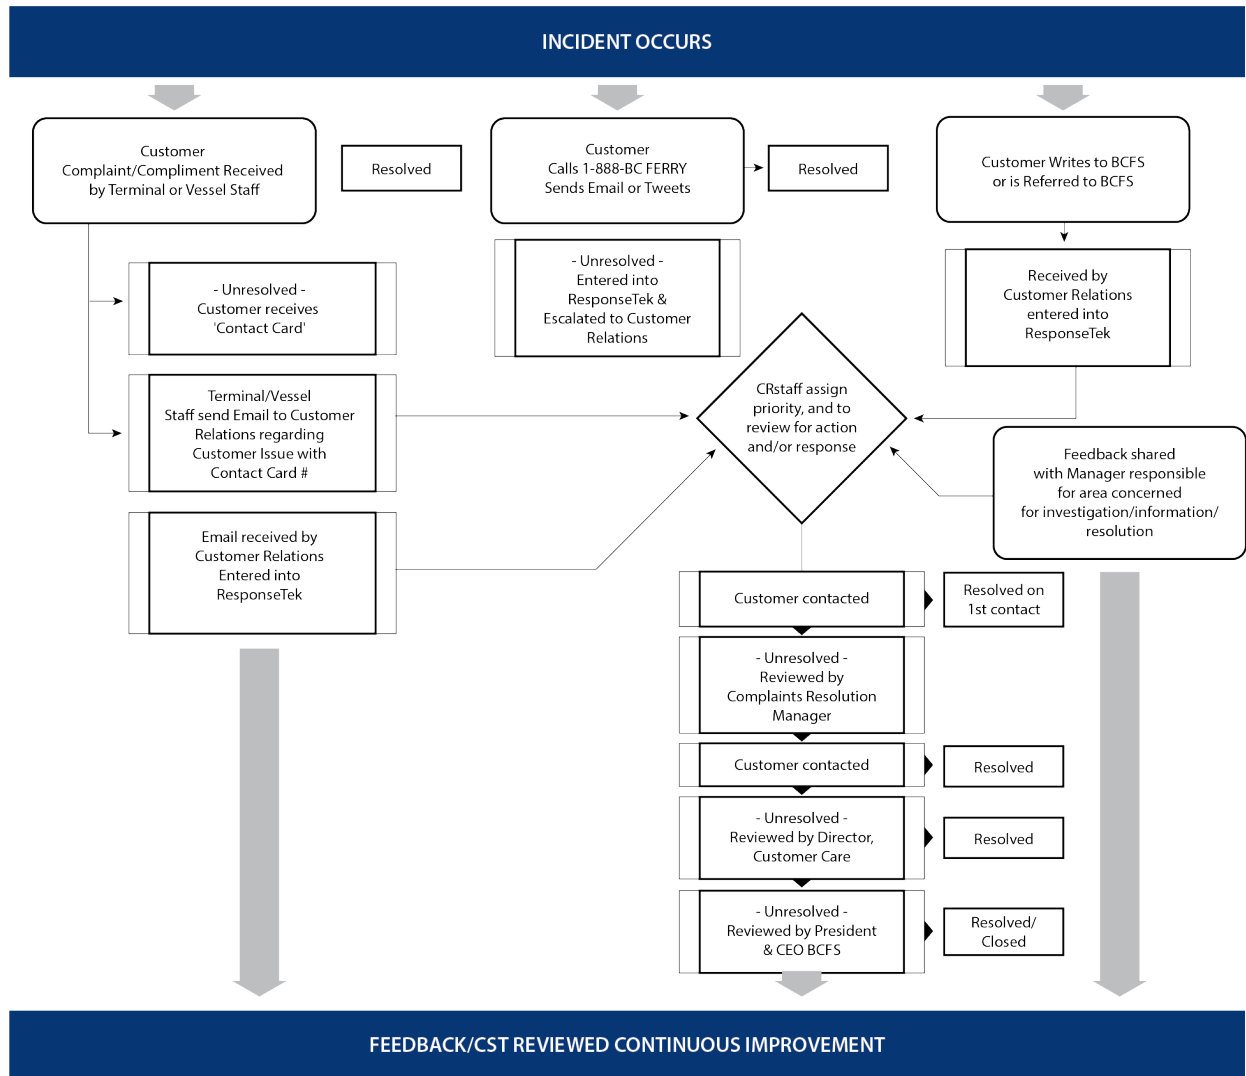 INCIDENT OCCURS
Customer
Complaint/Compliment Received
by Terminal or Vessel Staff
Resolved
Customer
Calls 1-888-BC FERRY
Sends Email or Tweets
Resolved
Customer Writes to BCFS
or is Referred to BCFS
- Unresolved -
Customer receives
'Contact Card'
- Unresolved -
Entered into
ResponseTek &
Escalated to Customer
Relations
Received by
Customer Relations
entered into
ResponseTek
Terminal/Vessel
Staff send Email to Customer
Relations regarding
Customer Issue with
Contact Card #
CRstaff assign
priority, and to
review for action
and/or response
Feedback shared
with Manager responsible
for area concerned
for investigation/information/
resolution
Email received by
Customer Relations
Entered into
ResponseTek
Customer contacted
Resolved on
1st contact
- Unresolved -
Reviewed by
Complaints Resolution
Manager
Customer contacted
Resolved
- Unresolved -
Reviewed by Director,
Customer Care
Resolved
- Unresolved -
Reviewed by President
& CEO BCFS
Resolved/
Closed
FEEDBACK/CST REVIEWED CONTINUOUS IMPROVEMENT